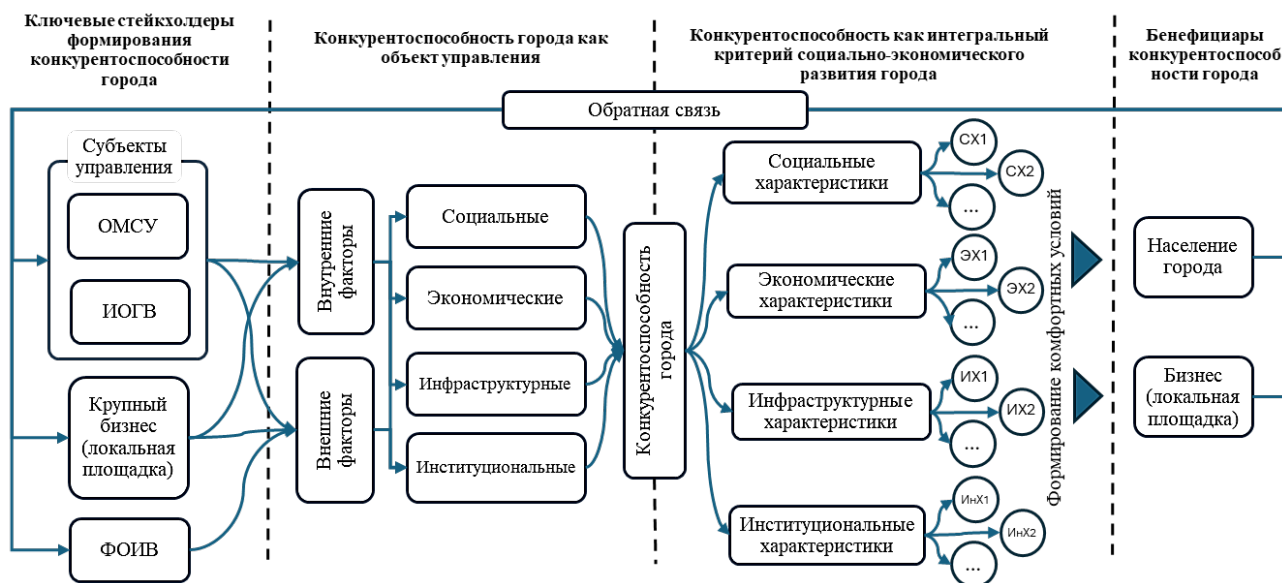 Ключевые стейкхолдеры
формирования
конкурентоспособности
города
Конкурентоспособность города как
объект управления
Конкурентоспособность как интегральный
критерий социально-экономического
развития города
Бенефициары
конкурентоспособ
ности города
Обратная связь
Субъекты
управления
ОМСУ
ИОГВ
Крупный
бизнес
(локальная
площадка)
ФОИВ
Внутренние
факторы
Внешние
факторы
Социальные
Экономические
Инфраструктурные
Институциональные
Конкурентоспособность
города
Социальные
характеристики
СХ1
СХ2
...
Экономические
характеристики
ЭХ1
ЭХ2
...
Инфраструктурные
характеристики
ИХ1
ИХ2
...
Институциональные
характеристики
ИнХ1
ИнХ2
...
Формирование комфортных условий
Население
города
Бизнес
(локальная
площадка)